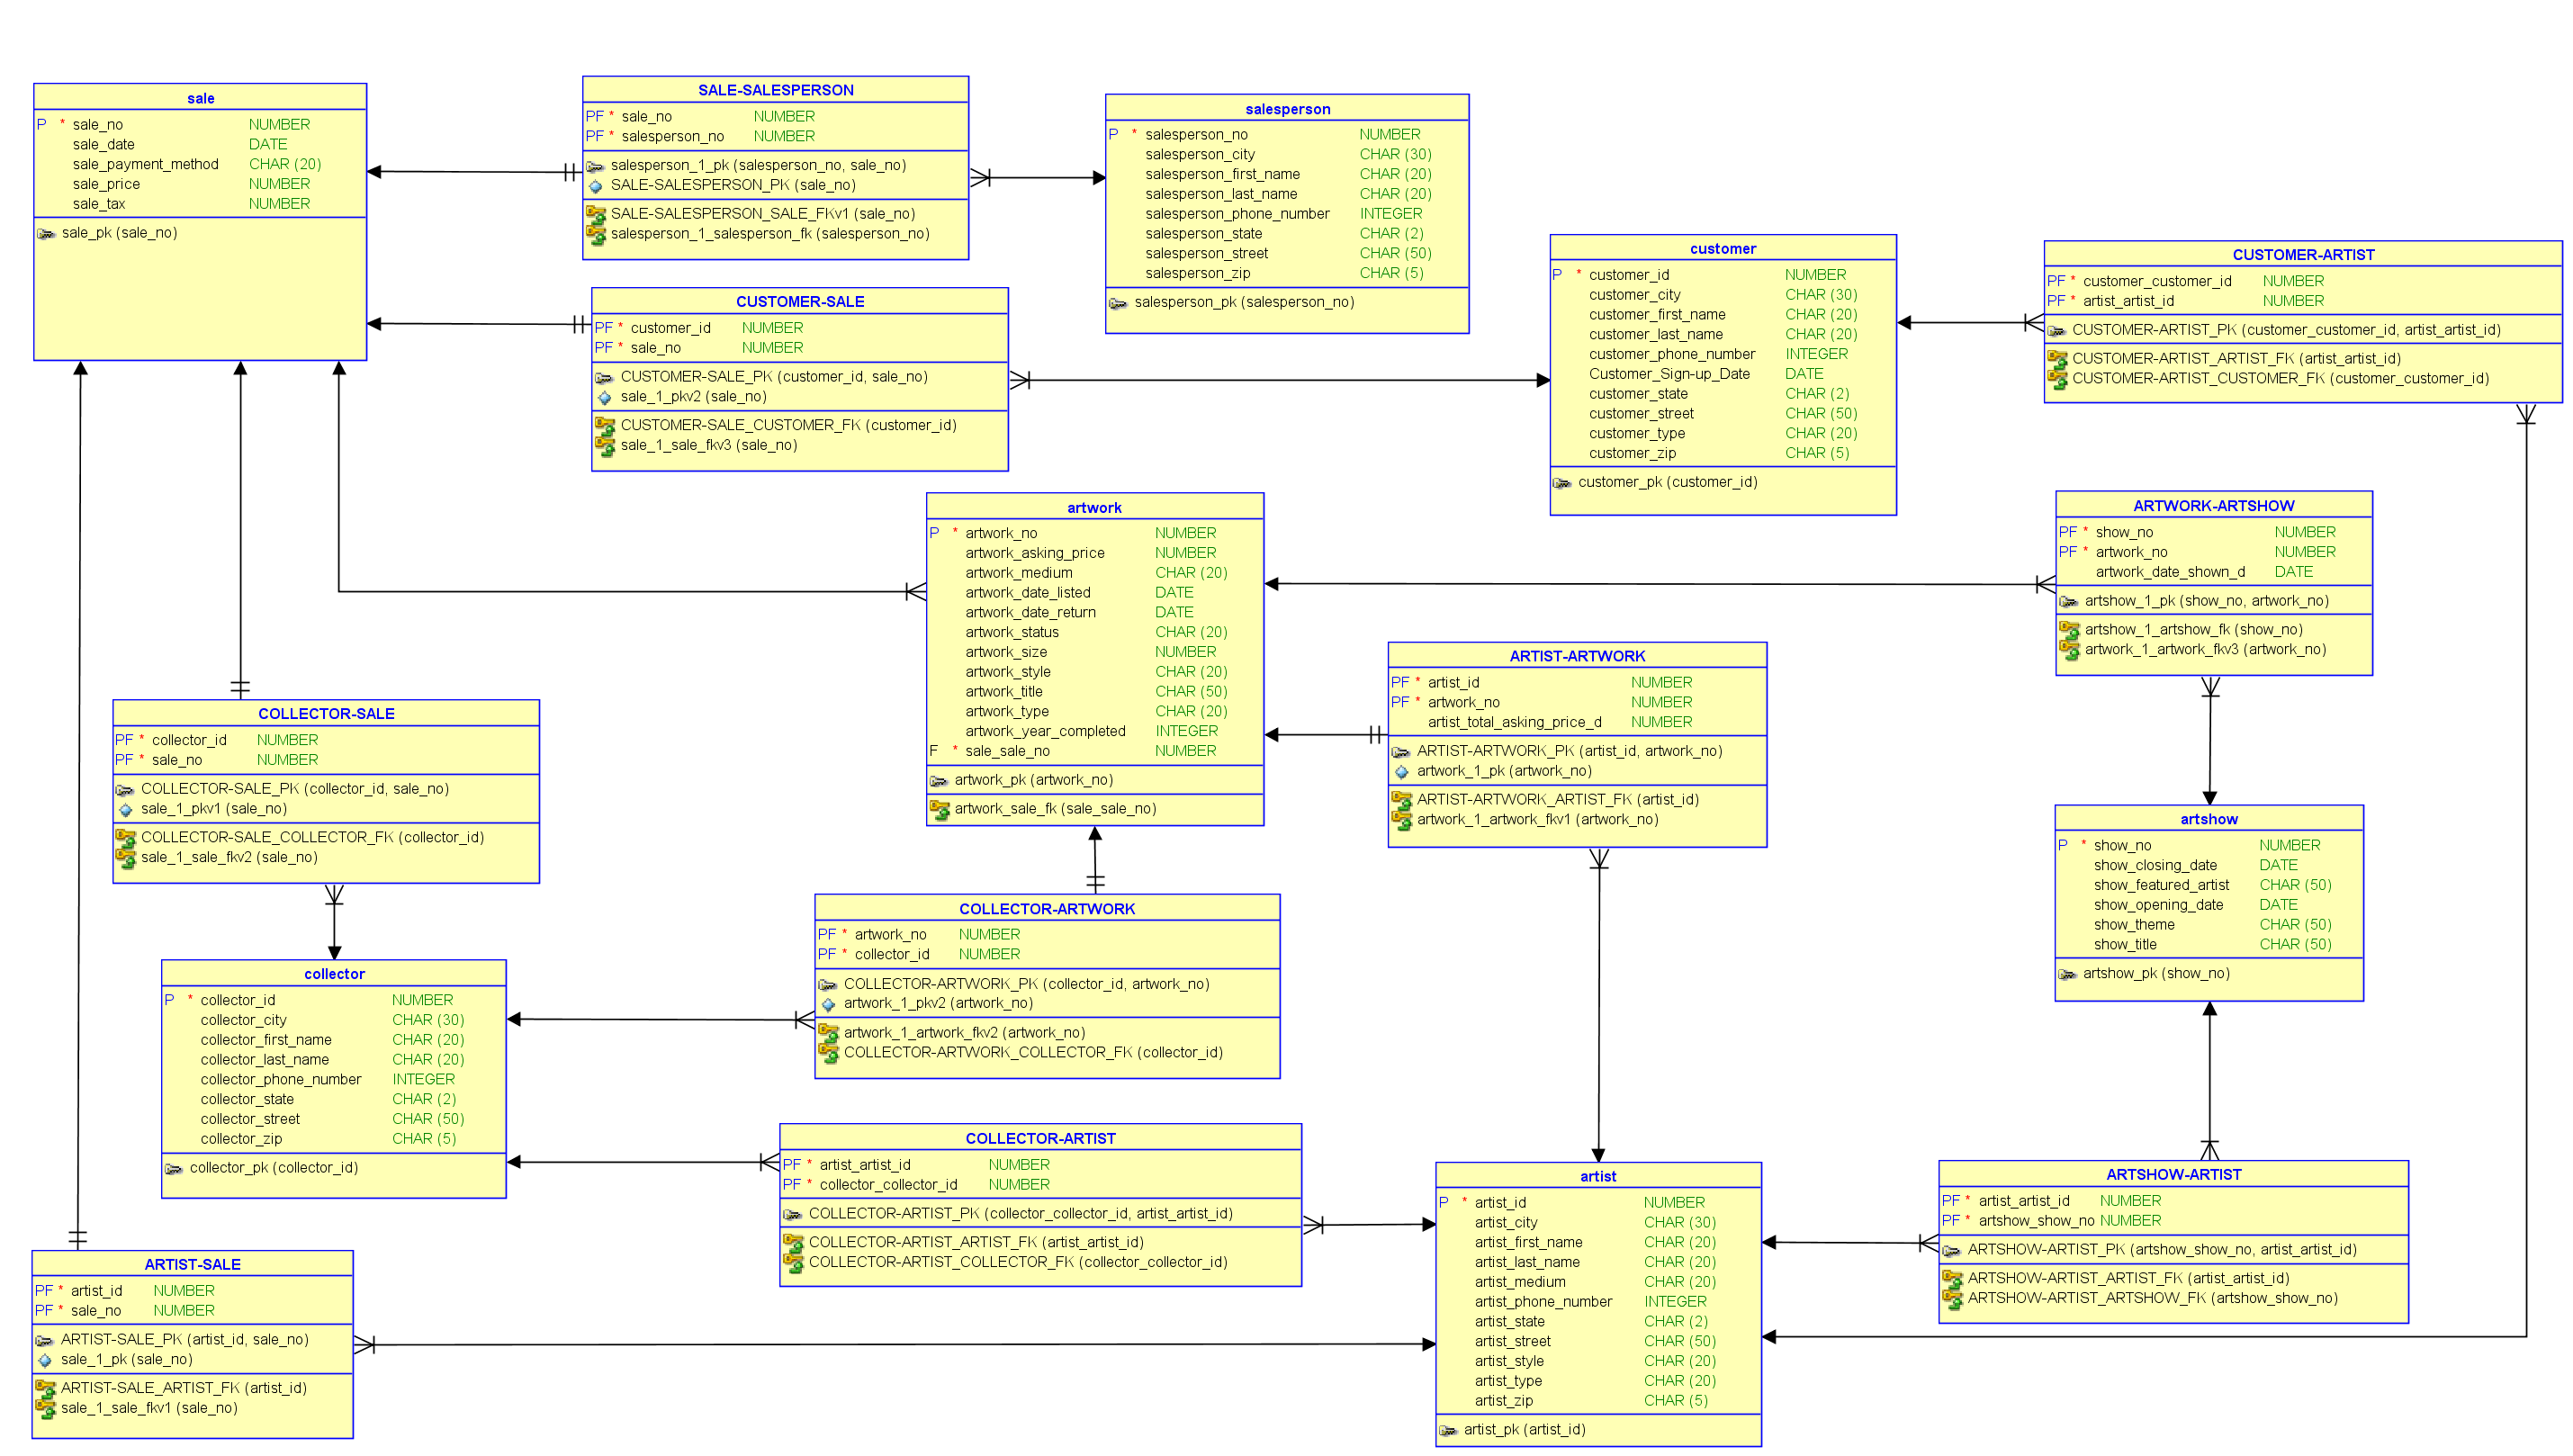 sale
P * sale_no NUMBER
sale_date DATE
sale_payment_method CHAR (20)
sale_price NUMBER
sale_tax NUMBER
sale_pk (sale_no)
SALE-SALESPERSON
PF * sale_no NUMBER
PF * salesperson_no NUMBER
salesperson_1_pk (salesperson_no, sale_no)
SALE-SALESPERSON_PK (sale_no)
SALE-SALESPERSON_SALE_FKv1 (sale_no)
salesperson_1_salesperson_fk (salesperson_no)
salesperson
P * salesperson_no NUMBER
salesperson_city CHAR (30)
salesperson_first_name CHAR (20)
salesperson_last_name CHAR (20)
salesperson_phone_number INTEGER
salesperson_state CHAR (2)
salesperson_street CHAR (50)
salesperson_zip CHAR (5)
salesperson_pk (salesperson_no)
CUSTOMER-SALE
PF * customer_id NUMBER
PF * sale_no NUMBER
CUSTOMER-SALE_PK (customer_id, sale_no)
sale_1_pkv2 (sale_no)
CUSTOMER-SALE_CUSTOMER_FK (customer_id)
sale_1_sale_fkv3 (sale_no)
customer
P * customer_id NUMBER
customer_city CHAR (30)
customer_first_name CHAR (20)
customer_last_name CHAR (20)
customer_phone_number INTEGER
Customer_Sign-up_Date DATE
customer_state CHAR (2)
customer_street CHAR (50)
customer_type CHAR (20)
customer_zip CHAR (5)
customer_pk (customer_id)
CUSTOMER-ARTIST
PF * customer_customer_id NUMBER
PF * artist_artist_id NUMBER
CUSTOMER-ARTIST_PK (customer_customer_id, artist_artist_id)
CUSTOMER-ARTIST_ARTIST_FK (artist_artist_id)
CUSTOMER-ARTIST_CUSTOMER_FK (customer_customer_id)
artwork
P * artwork_no NUMBER
artwork_asking_price NUMBER
artwork_medium CHAR (20)
artwork_date_listed DATE
artwork_date_return DATE
artwork_status CHAR (20)
artwork_size NUMBER
artwork_style CHAR (20)
artwork_title CHAR (50)
artwork_type CHAR (20)
artwork_year_completed INTEGER
F * sale_sale_no NUMBER
artwork_pk (artwork_no)
artwork_sale_fk (sale_sale_no)
ARTWORK-ARTSHOW
PF * show_no NUMBER
PF * artwork_no NUMBER
artwork_date_shown_d DATE
artshow_1_pk (show_no, artwork_no)
artshow_1_artshow_fk (show_no)
artwork_1_artwork_fkv3 (artwork_no)
ARTIST-ARTWORK
PF * artist_id NUMBER
PF * artwork_no NUMBER
artist_total_asking_price_d NUMBER
ARTIST-ARTWORK_PK (artist_id, artwork_no)
artwork_1_pk (artwork_no)
ARTIST-ARTWORK_ARTIST_FK (artist_id)
artwork_1_artwork_fkv1 (artwork_no)
COLLECTOR-SALE
PF * collector_id NUMBER
PF * sale_no NUMBER
COLLECTOR-SALE_PK (collector_id, sale_no)
sale_1_pkv1 (sale_no)
COLLECTOR-SALE_COLLECTOR_FK (collector_id)
sale_1_sale_fkv2 (sale_no)
artshow
P * show_no NUMBER
show_closing_date DATE
show_featured_artist CHAR (50)
show_opening_date DATE
show_theme CHAR (50)
show_title CHAR (50)
artshow_pk (show_no)
COLLECTOR-ARTWORK
PF * artwork_no NUMBER
PF * collector_id NUMBER
COLLECTOR-ARTWORK_PK (collector_id, artwork_no)
artwork_1_pkv2 (artwork_no)
artwork_1_artwork_fkv2 (artwork_no)
COLLECTOR-ARTWORK_COLLECTOR_FK (collector_id)
collector
P * collector_id NUMBER
collector_city CHAR (30)
collector_first_name CHAR (20)
collector_last_name CHAR (20)
collector_phone_number INTEGER
collector_state CHAR (2)
collector_street CHAR (50)
collector_zip CHAR (5)
collector_pk (collector_id)
COLLECTOR-ARTIST
PF * artist_artist_id NUMBER
PF * collector_collector_id NUMBER
COLLECTOR-ARTIST_PK (collector_collector_id, artist_artist_id)
COLLECTOR-ARTIST_ARTIST_FK (artist_artist_id)
COLLECTOR-ARTIST_COLLECTOR_FK (collector_collector_id)
artist
P * artist_id NUMBER
artist_city CHAR (30)
artist_first_name CHAR (20)
artist_last_name CHAR (20)
artist_medium CHAR (20)
artist_phone_number INTEGER
artist_state CHAR (2)
artist_street CHAR (50)
artist_style CHAR (20)
artist_type CHAR (20)
artist_zip CHAR (5)
artist_pk (artist_id)
ARTSHOW-ARTIST
PF * artist_artist_id NUMBER
PF * artshow_show_no NUMBER
ARTSHOW-ARTIST_PK (artshow_show_no, artist_artist_id)
ARTSHOW-ARTIST_ARTIST_FK (artist_artist_id)
ARTSHOW-ARTIST_ARTSHOW_FK (artshow_show_no)
ARTIST-SALE
PF * artist_id NUMBER
PF * sale_no NUMBER
ARTIST-SALE_PK (artist_id, sale_no)
sale_1_pk (sale_no)
ARTIST-SALE_ARTIST_FK (artist_id)
sale_1_sale_fkv1 (sale_no)